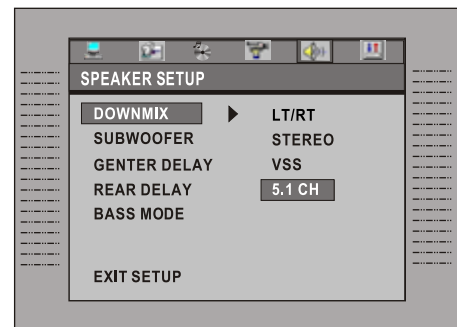 SPEAKER SETUP
DOWNMIX LT/RT
SUBWOOFER STEREO
GENTER DELAY VSS
REAR DELAY 5.1 CH
BASS MODE
EXIT SETUP